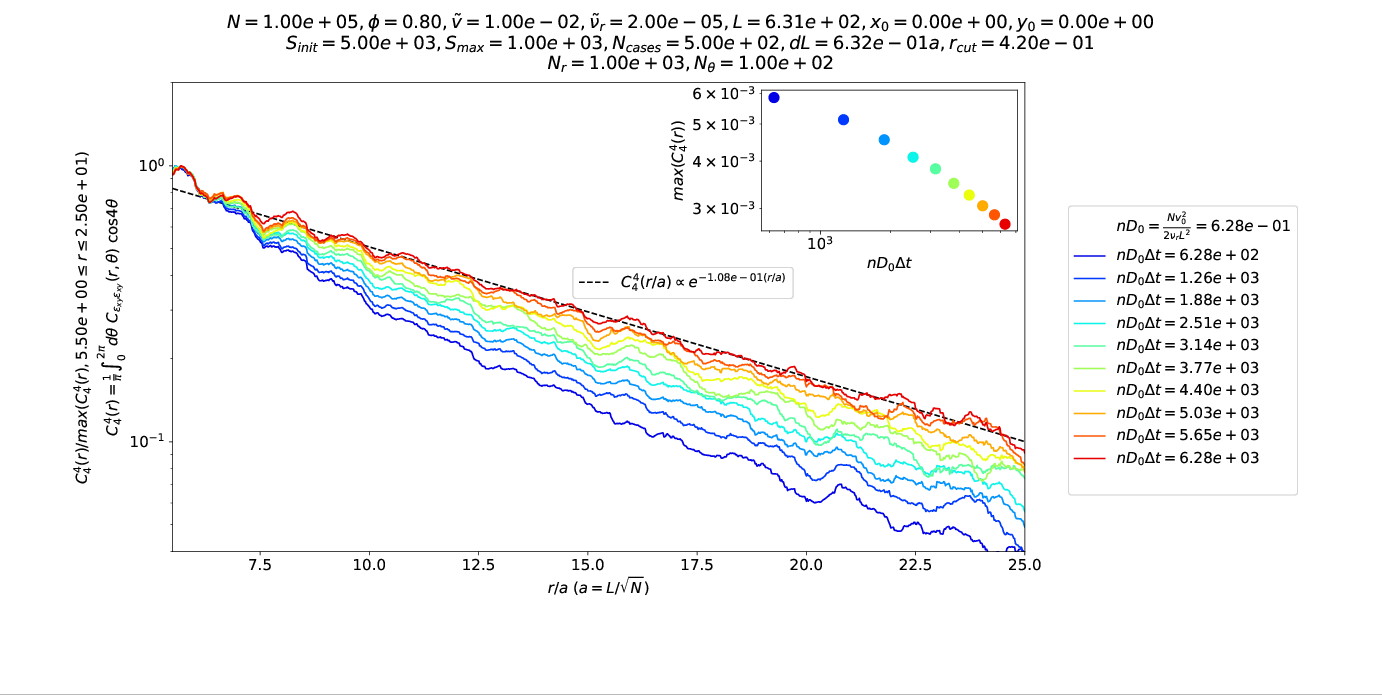 N = 1.00e + 05, ϕ = 0.80, ṽ = 1.00e − 02, ν̃_r = 2.00e − 05, L = 6.31e + 02, x_0 = 0.00e + 00, y_0 = 0.00e + 00
S_init = 5.00e + 03, S_max = 1.00e + 03, N_cases = 5.00e + 02, dL = 6.32e − 01a, r_cut = 4.20e − 01
N_r = 1.00e + 03, N_θ = 1.00e + 02
C_4^4(r)/max(C_4^4(r), 5.50e + 00 ≤ r ≤ 2.50e + 01)
C_4^4(r) = 1/π ∫_0^{2π} dθ C_{ε_xy ε_xy}(r, θ) cos4θ
10^0
10^−1
7.5
10.0
12.5
15.0
17.5
20.0
22.5
25.0
r/a (a = L/√N)
C_4^4(r/a) ∝ e^{−1.08e−01(r/a)}
max(C_4^4(r))
6 × 10^−3
5 × 10^−3
4 × 10^−3
3 × 10^−3
10^3
nD_0Δt
nD_0 = Nv_0^2/2ν_rL^2 = 6.28e − 01
nD_0Δt = 6.28e + 02
nD_0Δt = 1.26e + 03
nD_0Δt = 1.88e + 03
nD_0Δt = 2.51e + 03
nD_0Δt = 3.14e + 03
nD_0Δt = 3.77e + 03
nD_0Δt = 4.40e + 03
nD_0Δt = 5.03e + 03
nD_0Δt = 5.65e + 03
nD_0Δt = 6.28e + 03